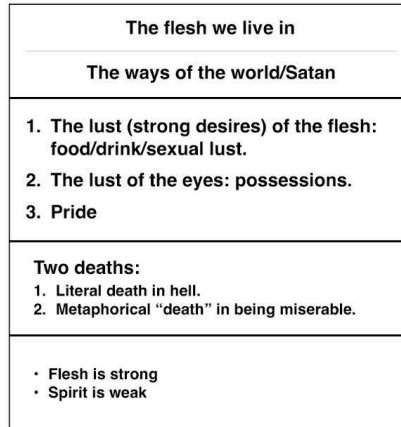 The flesh we live in
The ways of the world/Satan
1. The lust (strong desires) of the flesh:
food/drink/sexual lust.
2. The lust of the eyes: possessions.
3. Pride
Two deaths:
1. Literal death in hell.
2. Metaphorical “death” in being miserable.
• Flesh is strong
• Spirit is weak